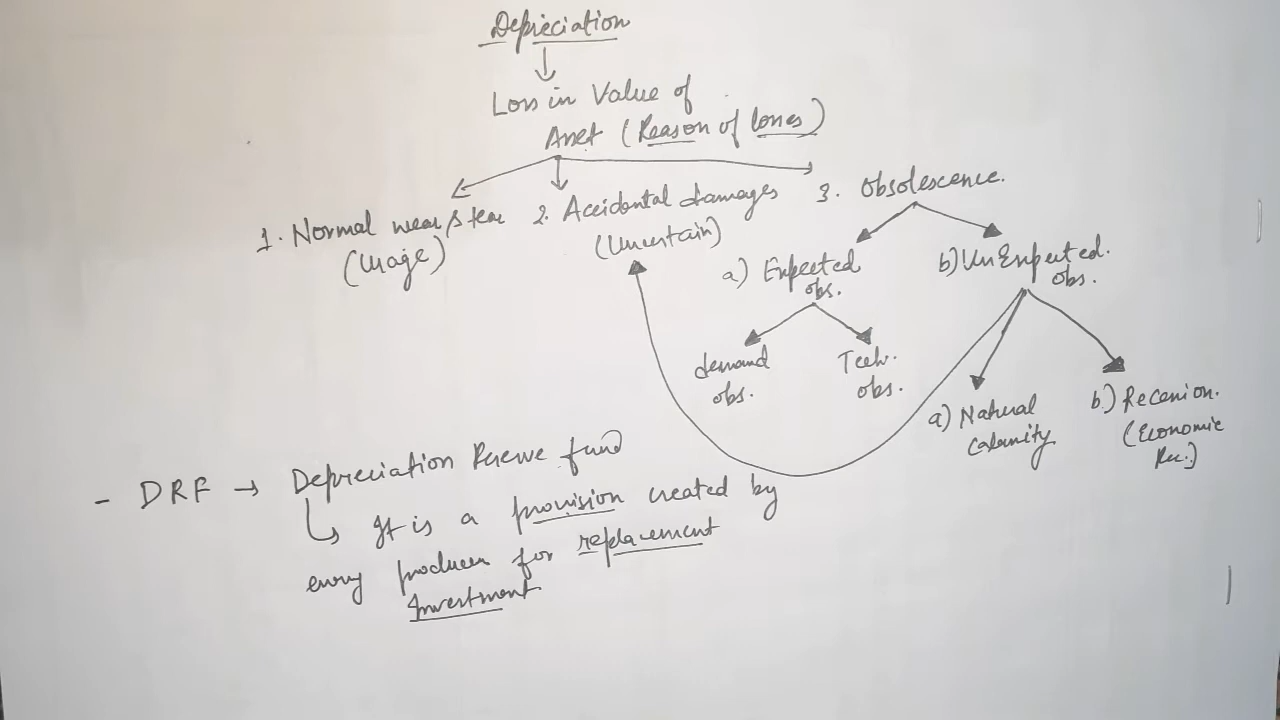 Depreciation
Loss in Value of
Asset (Reason of losses)
1. Normal wear & tear
(Usage)
2. Accidental damages
(Uncertain)
3. Obsolescence.
a) Expected
obs.
b) UnExpected.
obs.
demand
obs.
Tech.
obs.
a) Natural
Calamity
b.) Recession.
(Economic
Rec.)
- DRF → Depreciation Reserve fund
It is a provision created by
every producer for replacement
Investment